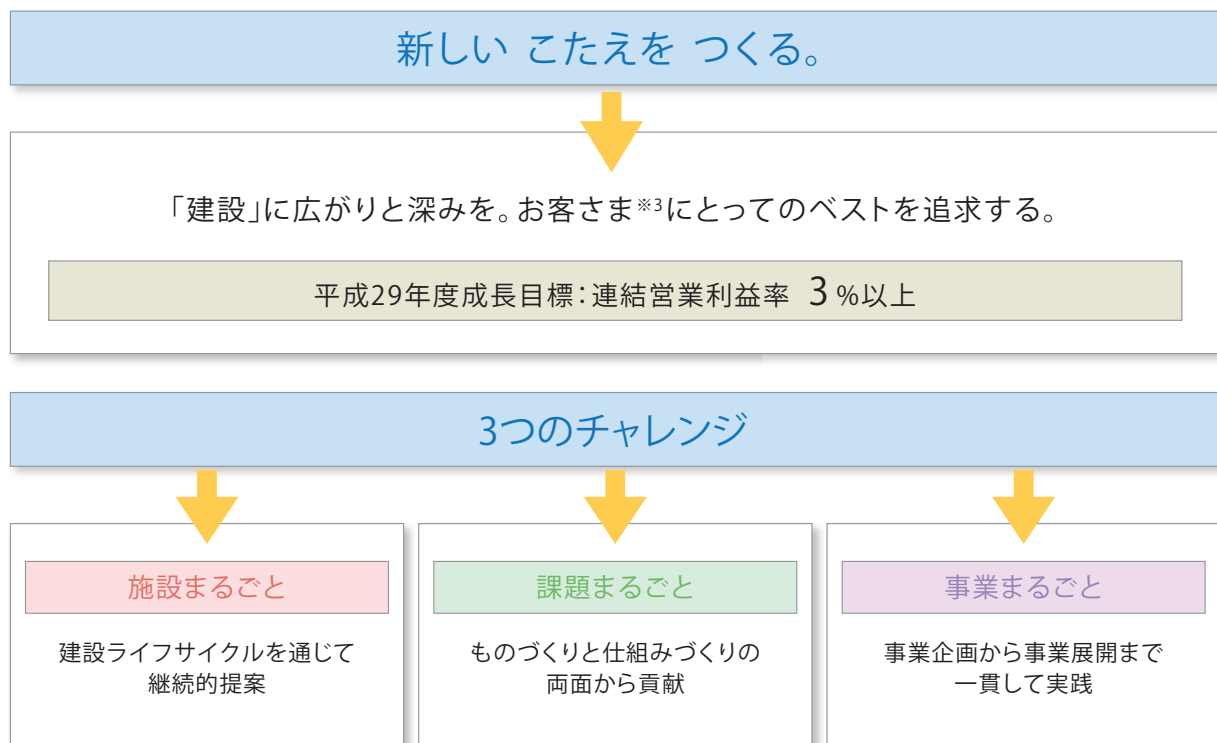 新しい こたえを つくる。
「建設」に広がりと深みを。お客さま※3にとってのベストを追求する。
平成29年度成長目標：連結営業利益率 3％以上
3つのチャレンジ
施設まるごと
建設ライフサイクルを通じて
継続的提案
課題まるごと
ものづくりと仕組みづくりの
両面から貢献
事業まるごと
事業企画から事業展開まで
一貫して実践